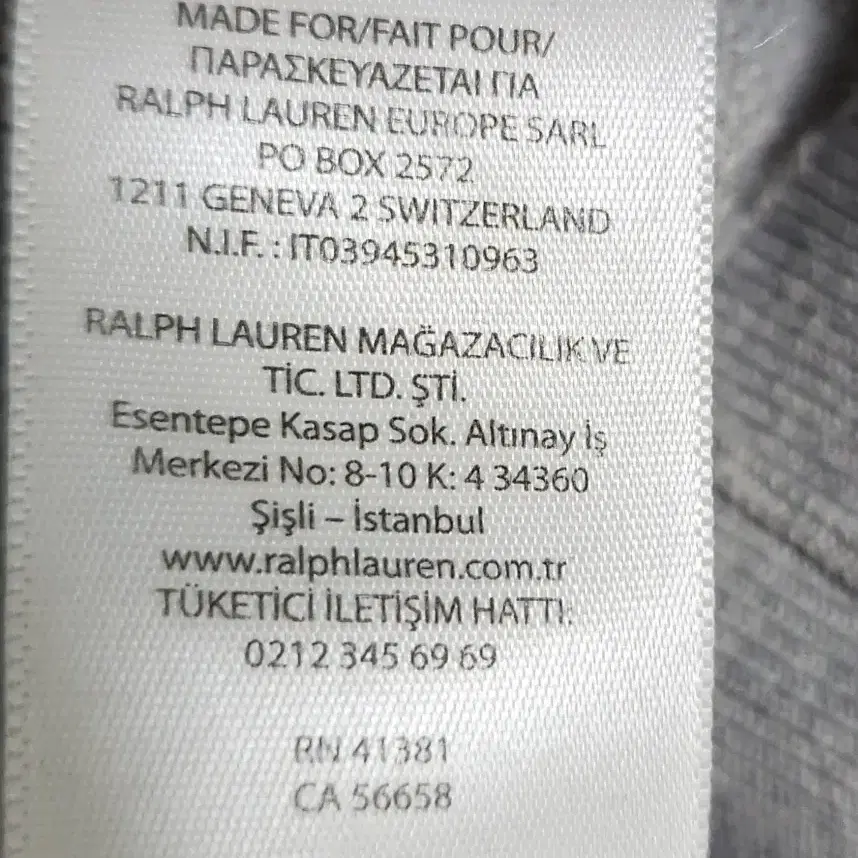 MADE FOR/FAIT POUR/
ΠΑΡΑΣΚΕΥΑΖΕΤΑΙ ΓΙΑ
RALPH LAUREN EUROPE SARL
PO BOX 2572
1211 GENEVA 2 SWITZERLAND
N.I.F. : IT03945310963
RALPH LAUREN MAĞAZACILIK VE
TİC. LTD. ŞTİ.
Esentepe Kasap Sok. Altınay İş
Merkezi No: 8-10 K: 4 34360
Şişli – İstanbul
www.ralphlauren.com.tr
TÜKETİCİ İLETİŞİM HATTI:
0212 345 69 69
RN 41381
CA 56658